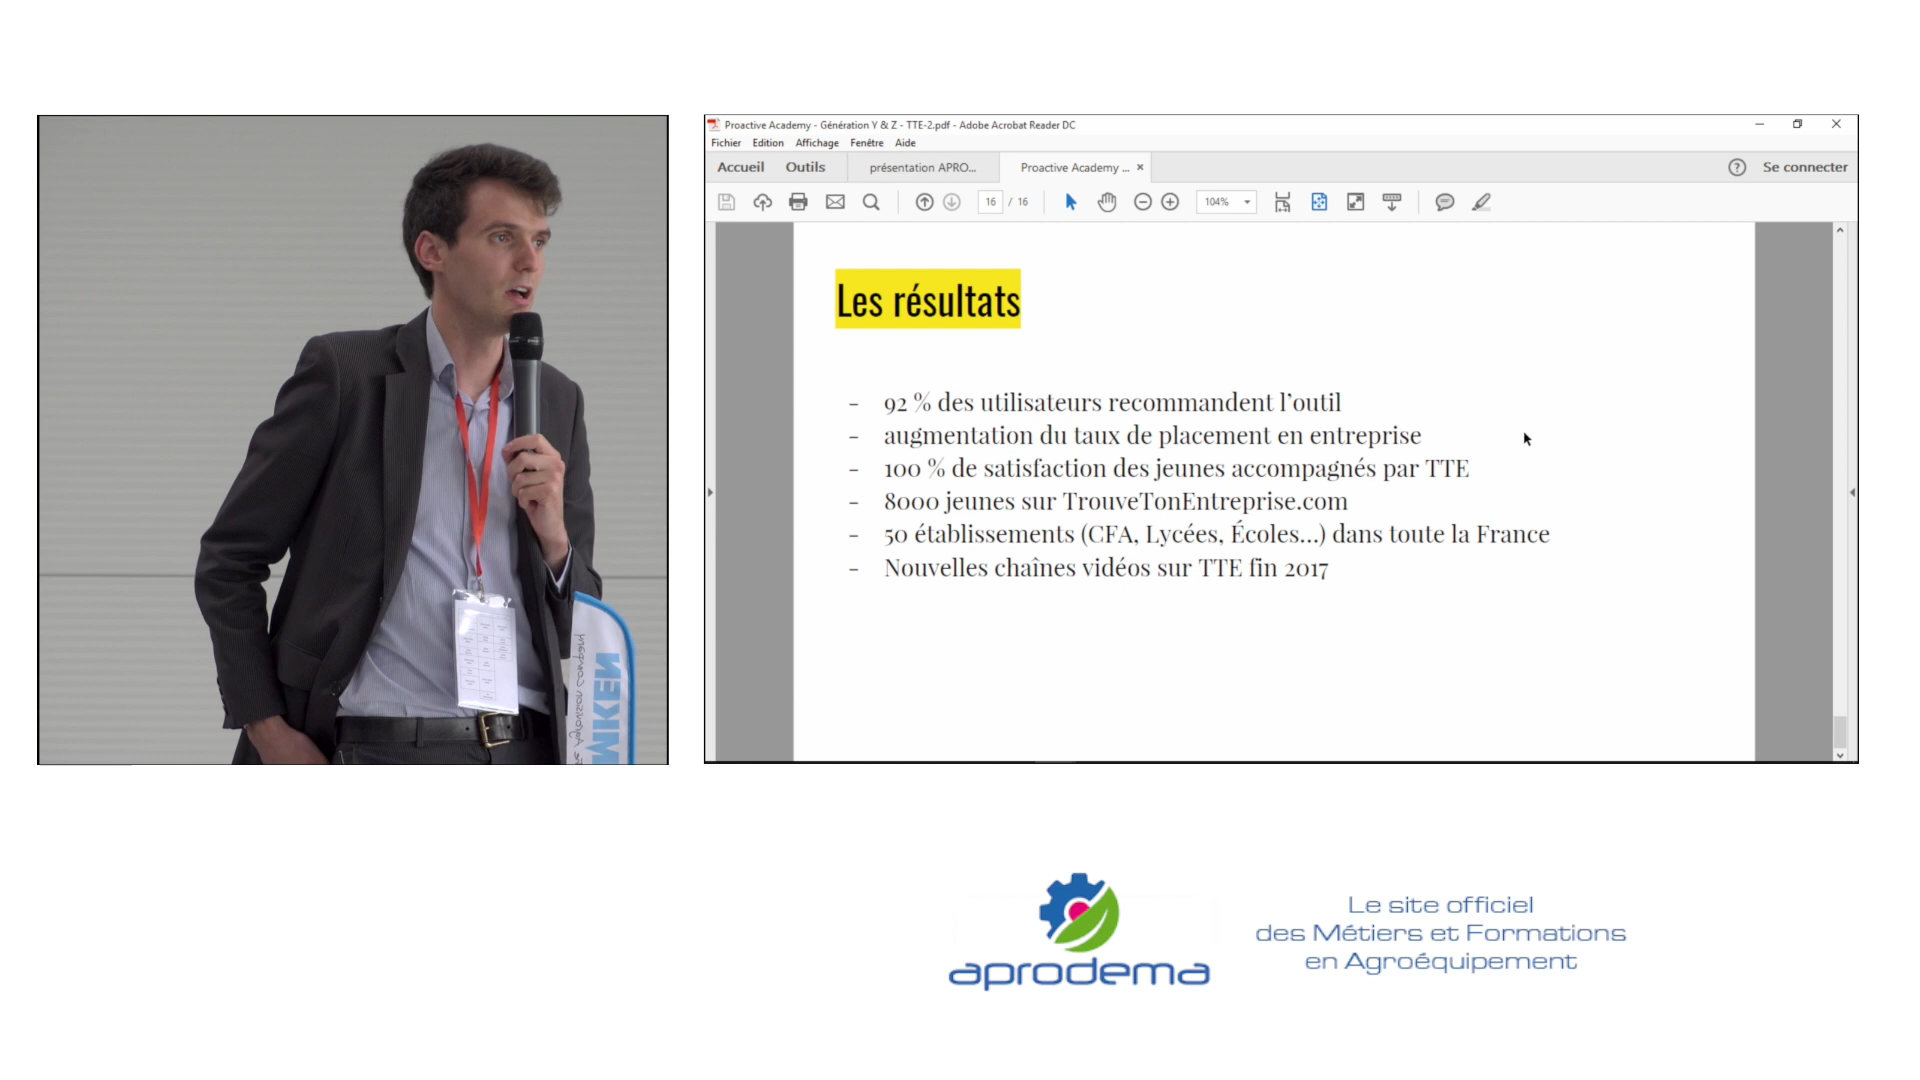 Proactive Academy - Génération Y & Z - TTE-2.pdf - Adobe Acrobat Reader DC
Fichier Edition Affichage Fenêtre Aide
Accueil Outils présentation APRO... Proactive Academy ... × Se connecter
16 / 16 104%
Les résultats
- 92 % des utilisateurs recommandent l’outil
- augmentation du taux de placement en entreprise
- 100 % de satisfaction des jeunes accompagnés par TTE
- 8000 jeunes sur TrouveTonEntreprise.com
- 50 établissements (CFA, Lycées, Écoles...) dans toute la France
- Nouvelles chaînes vidéos sur TTE fin 2017
aprodema
Le site officiel
des Métiers et Formations
en Agroéquipement